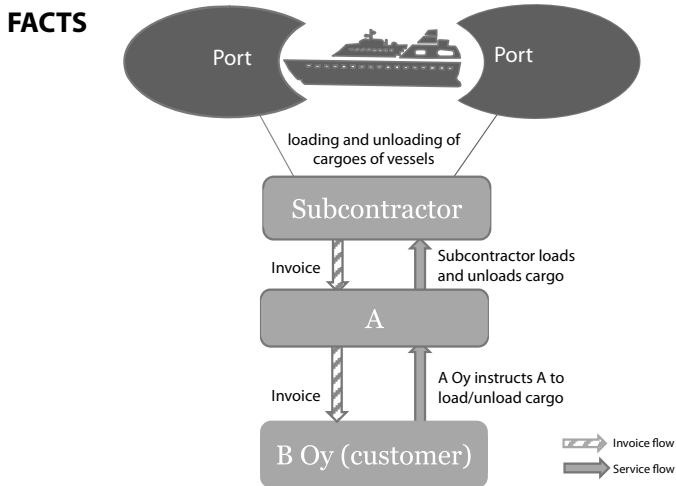 FACTS
Port
Port
loading and unloading of
cargoes of vessels
Subcontractor
Invoice
Subcontractor loads
and unloads cargo
A
Invoice
A Oy instructs A to
load/unload cargo
B Oy (customer)
Invoice flow
Service flow